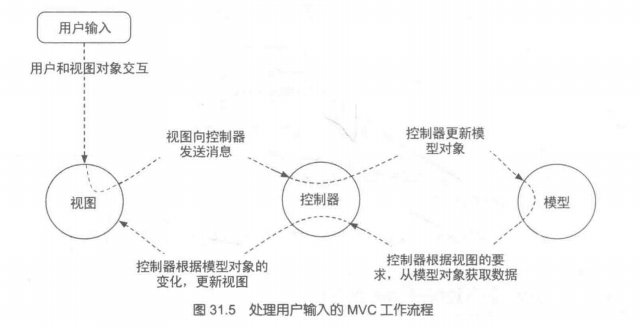 用户输入
用户和视图对象交互
视图向控制器
发送消息
控制器更新模
型对象
视图
控制器
模型
控制器根据模型对象的
变化，更新视图
控制器根据视图的要
求，从模型对象获取数据
图 31.5 处理用户输入的 MVC 工作流程